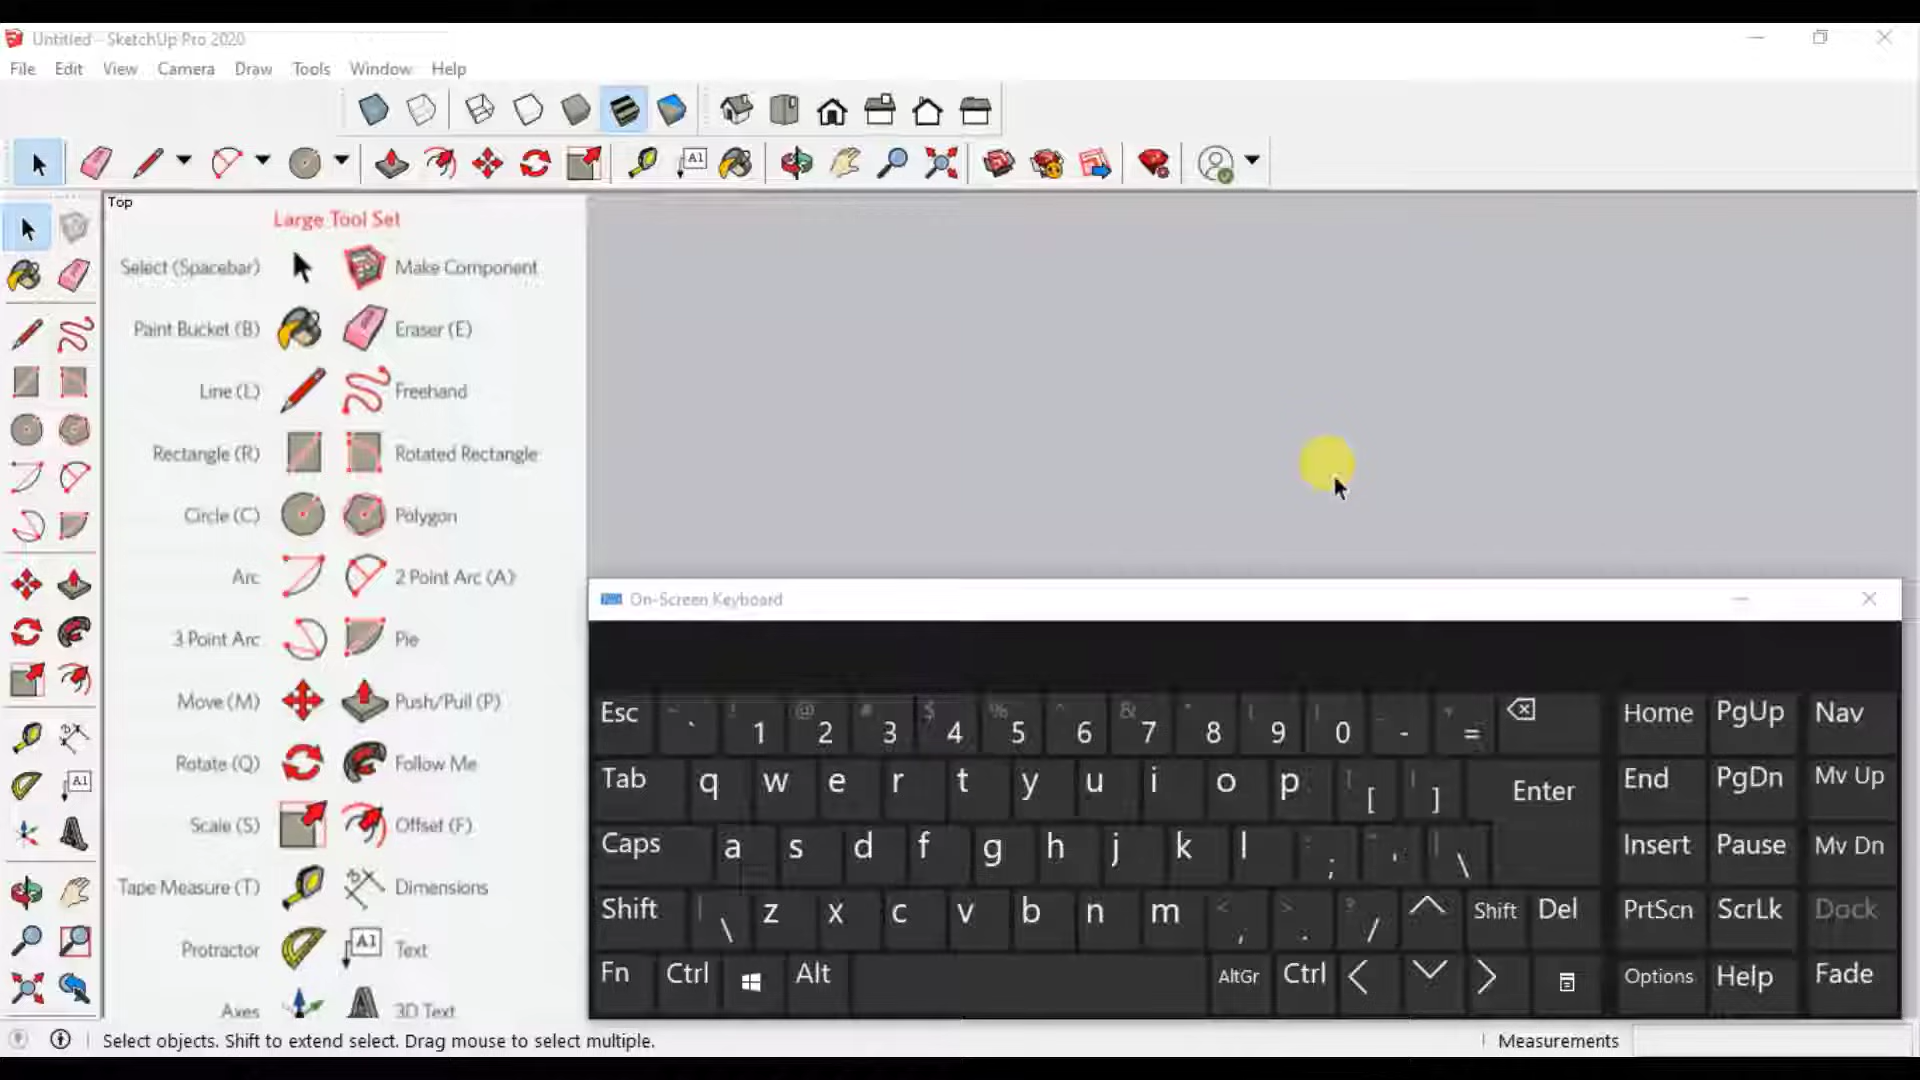 Untitled - SketchUp Pro 2020
File Edit View Camera Draw Tools Window Help
A1
Top
Large Tool Set
Select (Spacebar) Make Component
Paint Bucket (B) Eraser (E)
Line (L) Freehand
Rectangle (R) Rotated Rectangle
Circle (C) Polygon
Arc 2 Point Arc (A)
3 Point Arc Pie
Move (M) Push/Pull (P)
Rotate (Q) Follow Me
Scale (S) Offset (F)
Tape Measure (T) Dimensions
Protractor A1 Text
Axes 3D Text
A1
On-Screen Keyboard
Esc ` 1 @ 2 # 3 $ 4 % 5 ^ 6 & 7 * 8 9 0 - = Home PgUp Nav
Tab q w e r t y u i o p [ ] Enter End PgDn Mv Up
Caps a s d f g h j k l ; ' \ Insert Pause Mv Dn
Shift | \ z x c v b n m < , > . ? / Shift Del PrtScn ScrLk Dock
Fn Ctrl Alt AltGr Ctrl Options Help Fade
Select objects. Shift to extend select. Drag mouse to select multiple. Measurements